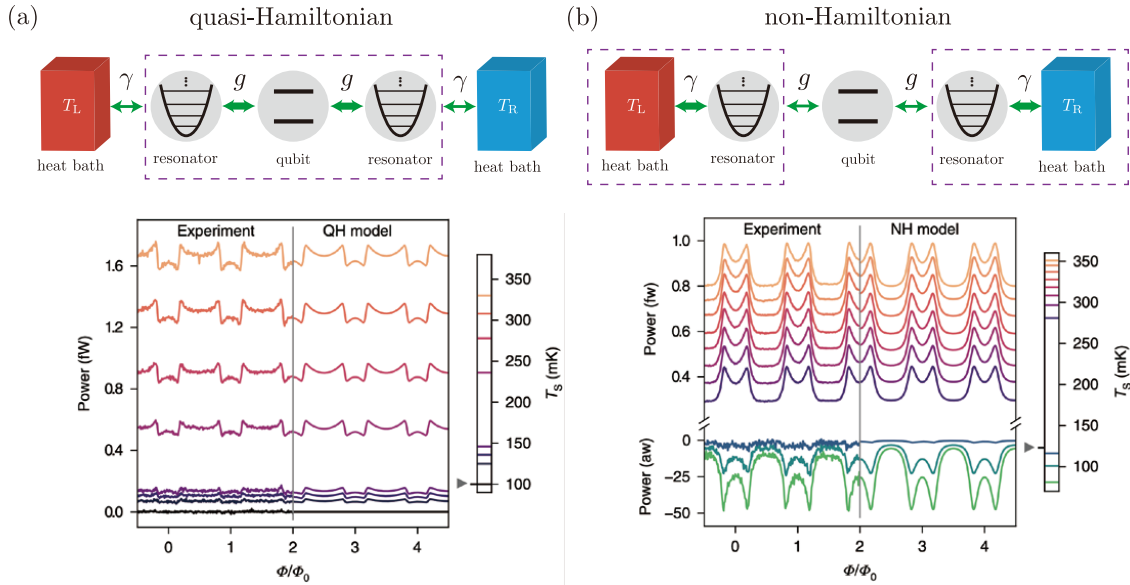 (a) quasi-Hamiltonian
γ g g γ
T_L T_R
heat bath resonator qubit resonator heat bath
Experiment QH model
Power (fW)
1.6
1.2
0.8
0.4
0.0
0 1 2 3 4
Φ/Φ₀
350
300
250
200
150
100
T_S (mK)
(b) non-Hamiltonian
γ g g γ
T_L T_R
heat bath resonator qubit resonator heat bath
Experiment NH model
Power (fw)
1.0
0.8
0.6
0.4
Power (aw)
0
−25
−50
0 1 2 3 4
Φ/Φ₀
350
300
250
200
150
100
T_S (mK)